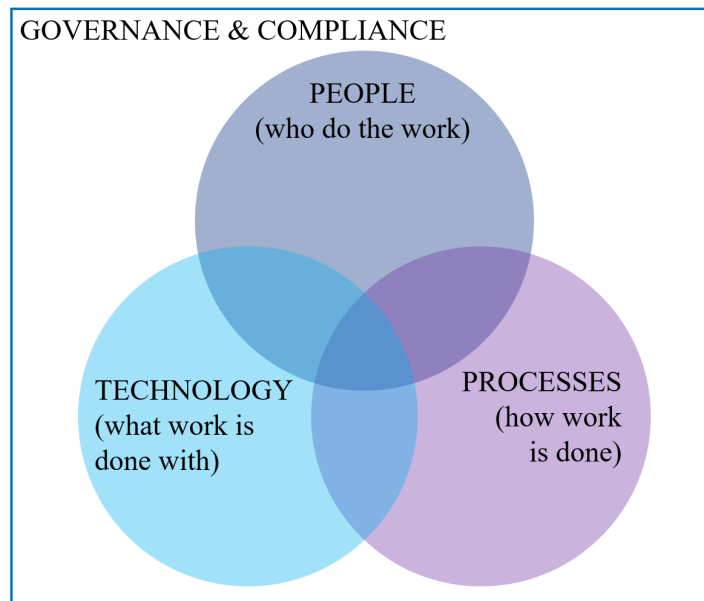 GOVERNANCE & COMPLIANCE
PEOPLE
(who do the work)
TECHNOLOGY
(what work is
done with)
PROCESSES
(how work
is done)